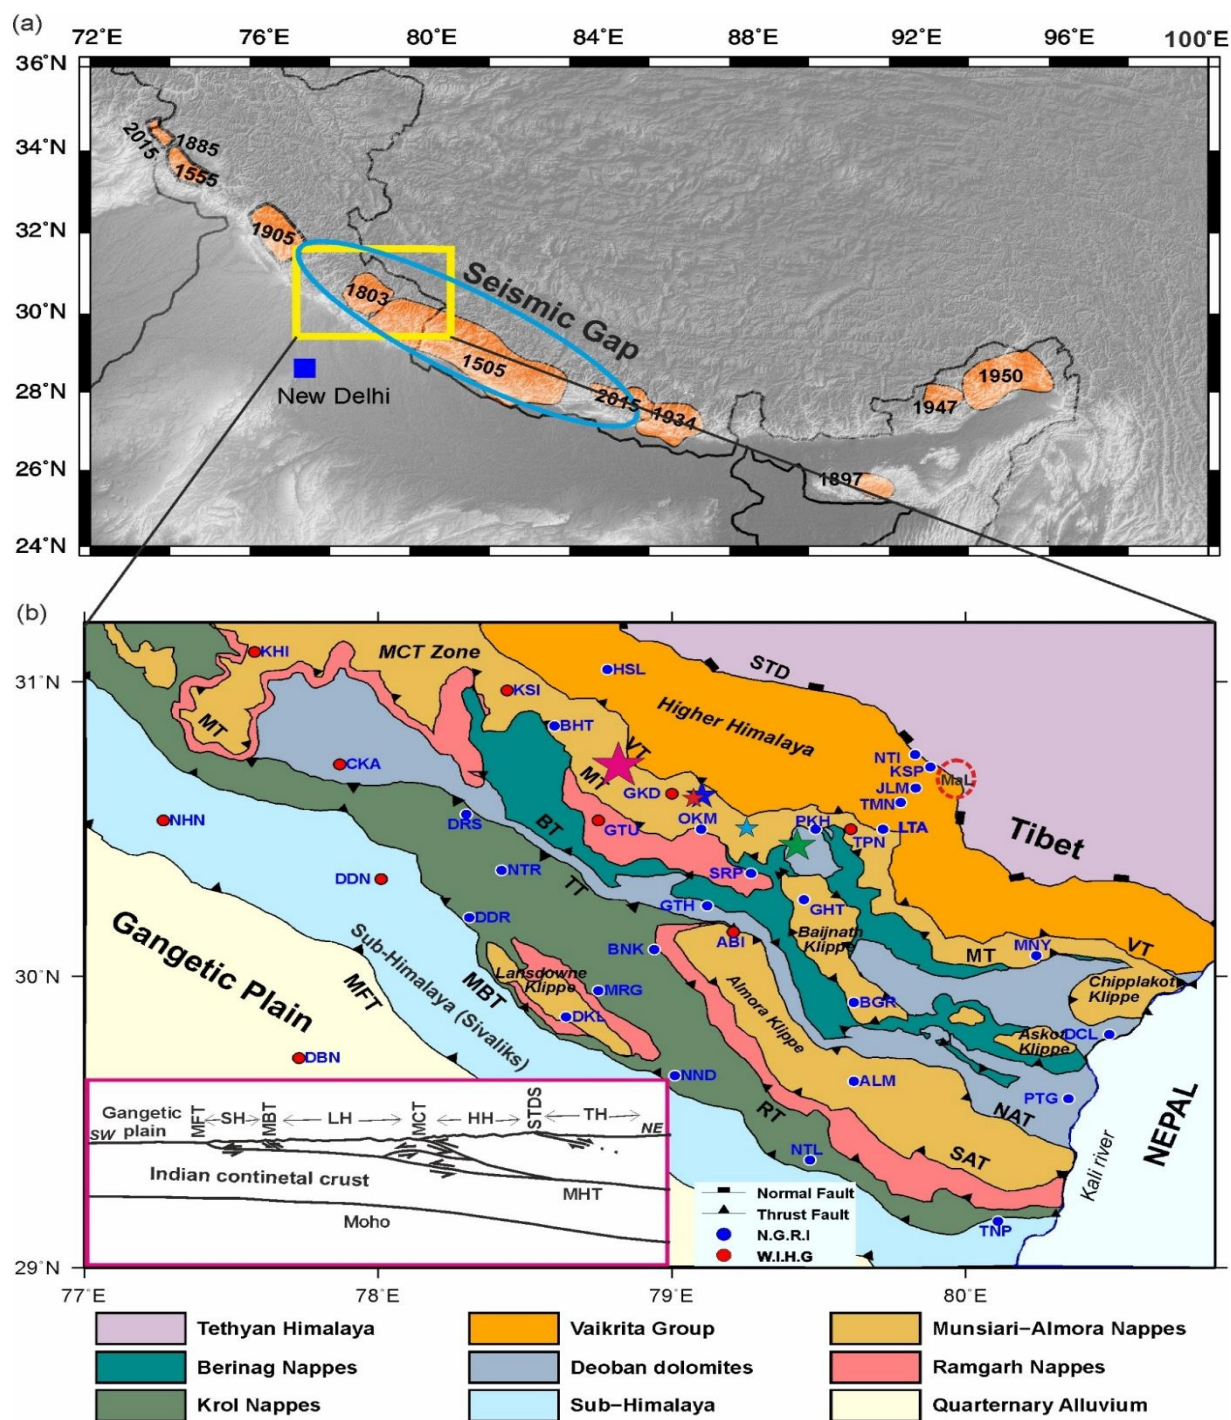 (a)
72°E 76°E 80°E 84°E 88°E 92°E 96°E 100°E
36°N
34°N
32°N
30°N
28°N
26°N
24°N
2015
1885
1555
1905
1803
Seismic Gap
1505
2015
1934
1950
1947
1897
New Delhi
(b)
31°N
30°N
29°N
77°E 78°E 79°E 80°E
KHI
MCT Zone
KSI
HSL
STD
MT
BHT
VT
Higher Himalaya
NTI
KSP
MaL
JLM
TMN
CKA
MT
GKD
OKM
PKH
LTA
TPN
Tibet
NHN
DRS
GTU
BT
DDN
NTR
TT
SRP
GTH
GHT
DDR
Gangetic Plain
Sub-Himalaya (Sivaliks)
MFT
MBT
BNK
ABI
Baijnath
Klippe
MT
MNY
VT
Lansdowne
Klippe
MRG
DKL
Almora Klippe
BGR
Chipplakot
Klippe
Askot
Klippe
DCL
DBN
NND
ALM
PTG
NAT
RT
NTL
SAT
TNP
Kali river
NEPAL
Gangetic
plain
SW
MFT
SH
MBT
LH
MCT
HH
STDS
TH
NE
Indian continetal crust
MHT
Moho
Normal Fault
Thrust Fault
N.G.R.I
W.I.H.G
Tethyan Himalaya
Vaikrita Group
Munsiari–Almora Nappes
Berinag Nappes
Deoban dolomites
Ramgarh Nappes
Krol Nappes
Sub–Himalaya
Quarternary Alluvium